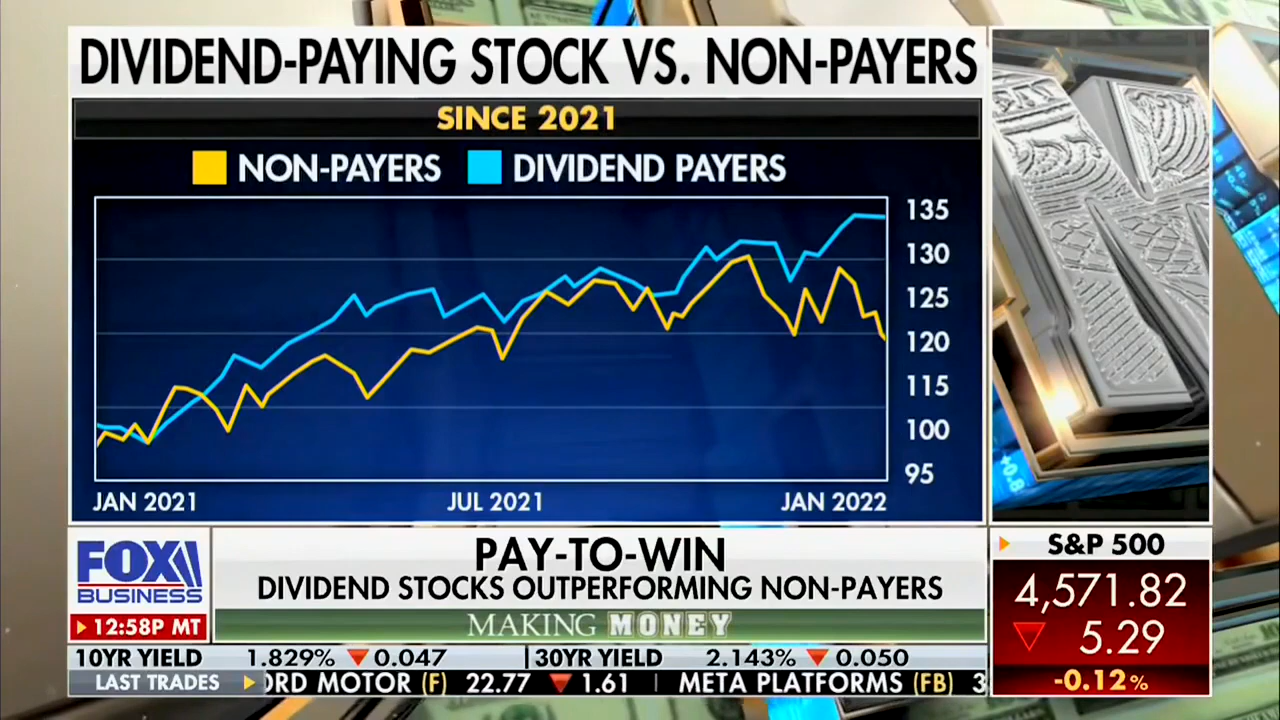 DIVIDEND-PAYING STOCK VS. NON-PAYERS
SINCE 2021
NON-PAYERS DIVIDEND PAYERS
135
130
125
120
115
100
95
JAN 2021 JUL 2021 JAN 2022
FOX
BUSINESS
12:58P MT
PAY-TO-WIN
DIVIDEND STOCKS OUTPERFORMING NON-PAYERS
MAKING MONEY
S&P 500
4,571.82
5.29
-0.12%
10YR YIELD 1.829% 0.047 30YR YIELD 2.143% 0.050
LAST TRADES ORD MOTOR (F) 22.77 1.61 META PLATFORMS (FB) 3
+0.8